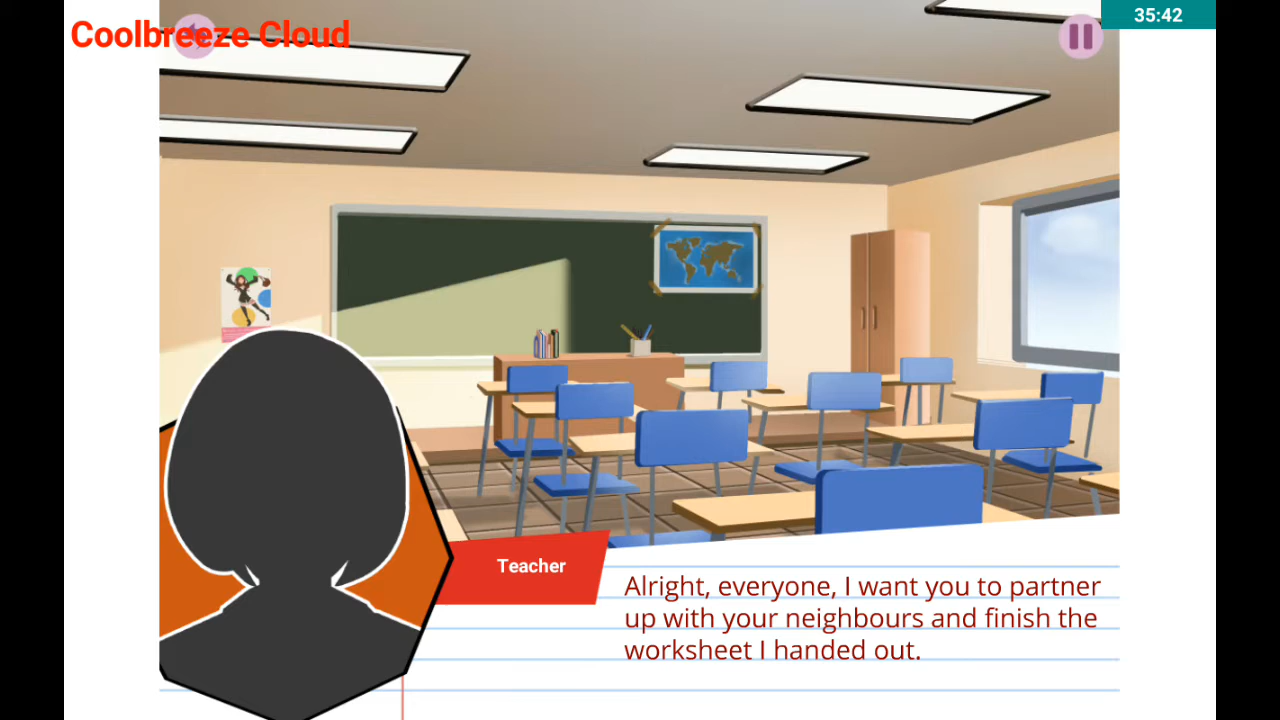 Coolbreeze Cloud
35:42
Teacher
Alright, everyone, I want you to partner
up with your neighbours and finish the
worksheet I handed out.